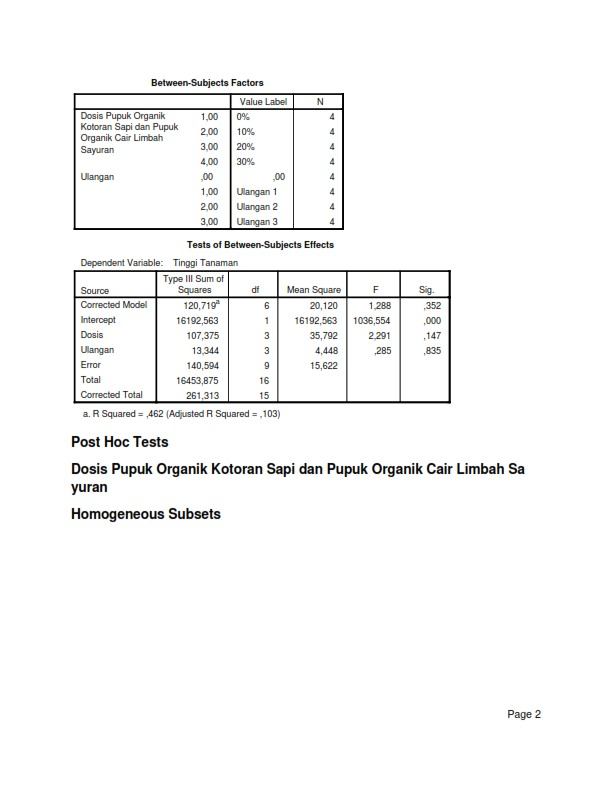 Between-Subjects Factors
Value Label N
Dosis Pupuk Organik Kotoran Sapi dan Pupuk Organik Cair Limbah Sayuran 1,00 0% 4
2,00 10% 4
3,00 20% 4
4,00 30% 4
Ulangan ,00 ,00 4
1,00 Ulangan 1 4
2,00 Ulangan 2 4
3,00 Ulangan 3 4
Tests of Between-Subjects Effects
Dependent Variable: Tinggi Tanaman
Source Type III Sum of Squares df Mean Square F Sig.
Corrected Model 120,719a 6 20,120 1,288 ,352
Intercept 16192,563 1 16192,563 1036,554 ,000
Dosis 107,375 3 35,792 2,291 ,147
Ulangan 13,344 3 4,448 ,285 ,835
Error 140,594 9 15,622
Total 16453,875 16
Corrected Total 261,313 15
a. R Squared = ,462 (Adjusted R Squared = ,103)
Post Hoc Tests
Dosis Pupuk Organik Kotoran Sapi dan Pupuk Organik Cair Limbah Sa
yuran
Homogeneous Subsets
Page 2